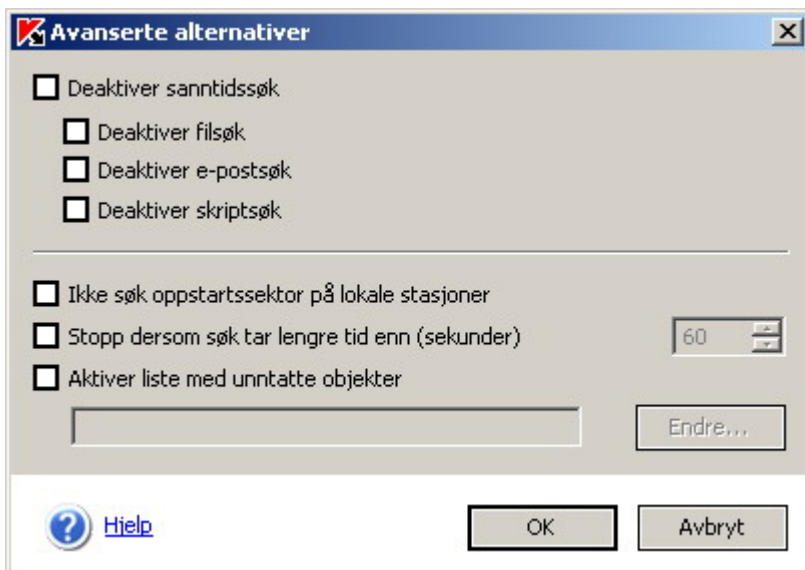 Avanserte alternativer
Deaktiver sanntidssøk
Deaktiver filsøk
Deaktiver e-postsøk
Deaktiver skriptsøk
Ikke søk oppstartssektor på lokale stasjoner
Stopp dersom søk tar lengre tid enn (sekunder) 60
Aktiver liste med unntatte objekter
Endre...
Hjelp OK Avbryt